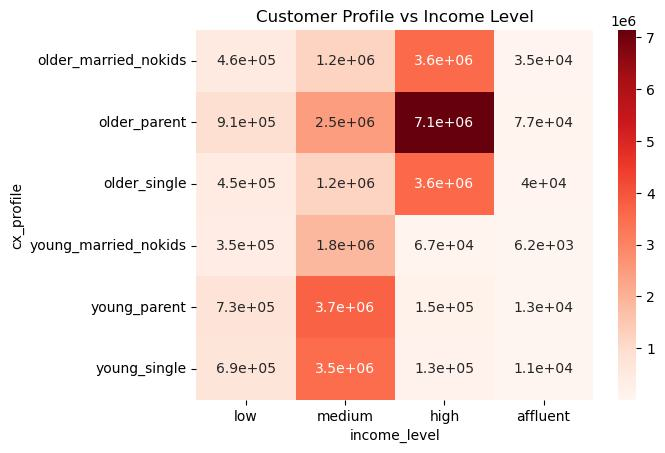 Customer Profile vs Income Level
1e6
older_married_nokids 4.6e+05 1.2e+06 3.6e+06 3.5e+04
older_parent 9.1e+05 2.5e+06 7.1e+06 7.7e+04
older_single 4.5e+05 1.2e+06 3.6e+06 4e+04
young_married_nokids 3.5e+05 1.8e+06 6.7e+04 6.2e+03
young_parent 7.3e+05 3.7e+06 1.5e+05 1.3e+04
young_single 6.9e+05 3.5e+06 1.3e+05 1.1e+04
low medium high affluent
income_level
cx_profile
7
6
5
4
3
2
1